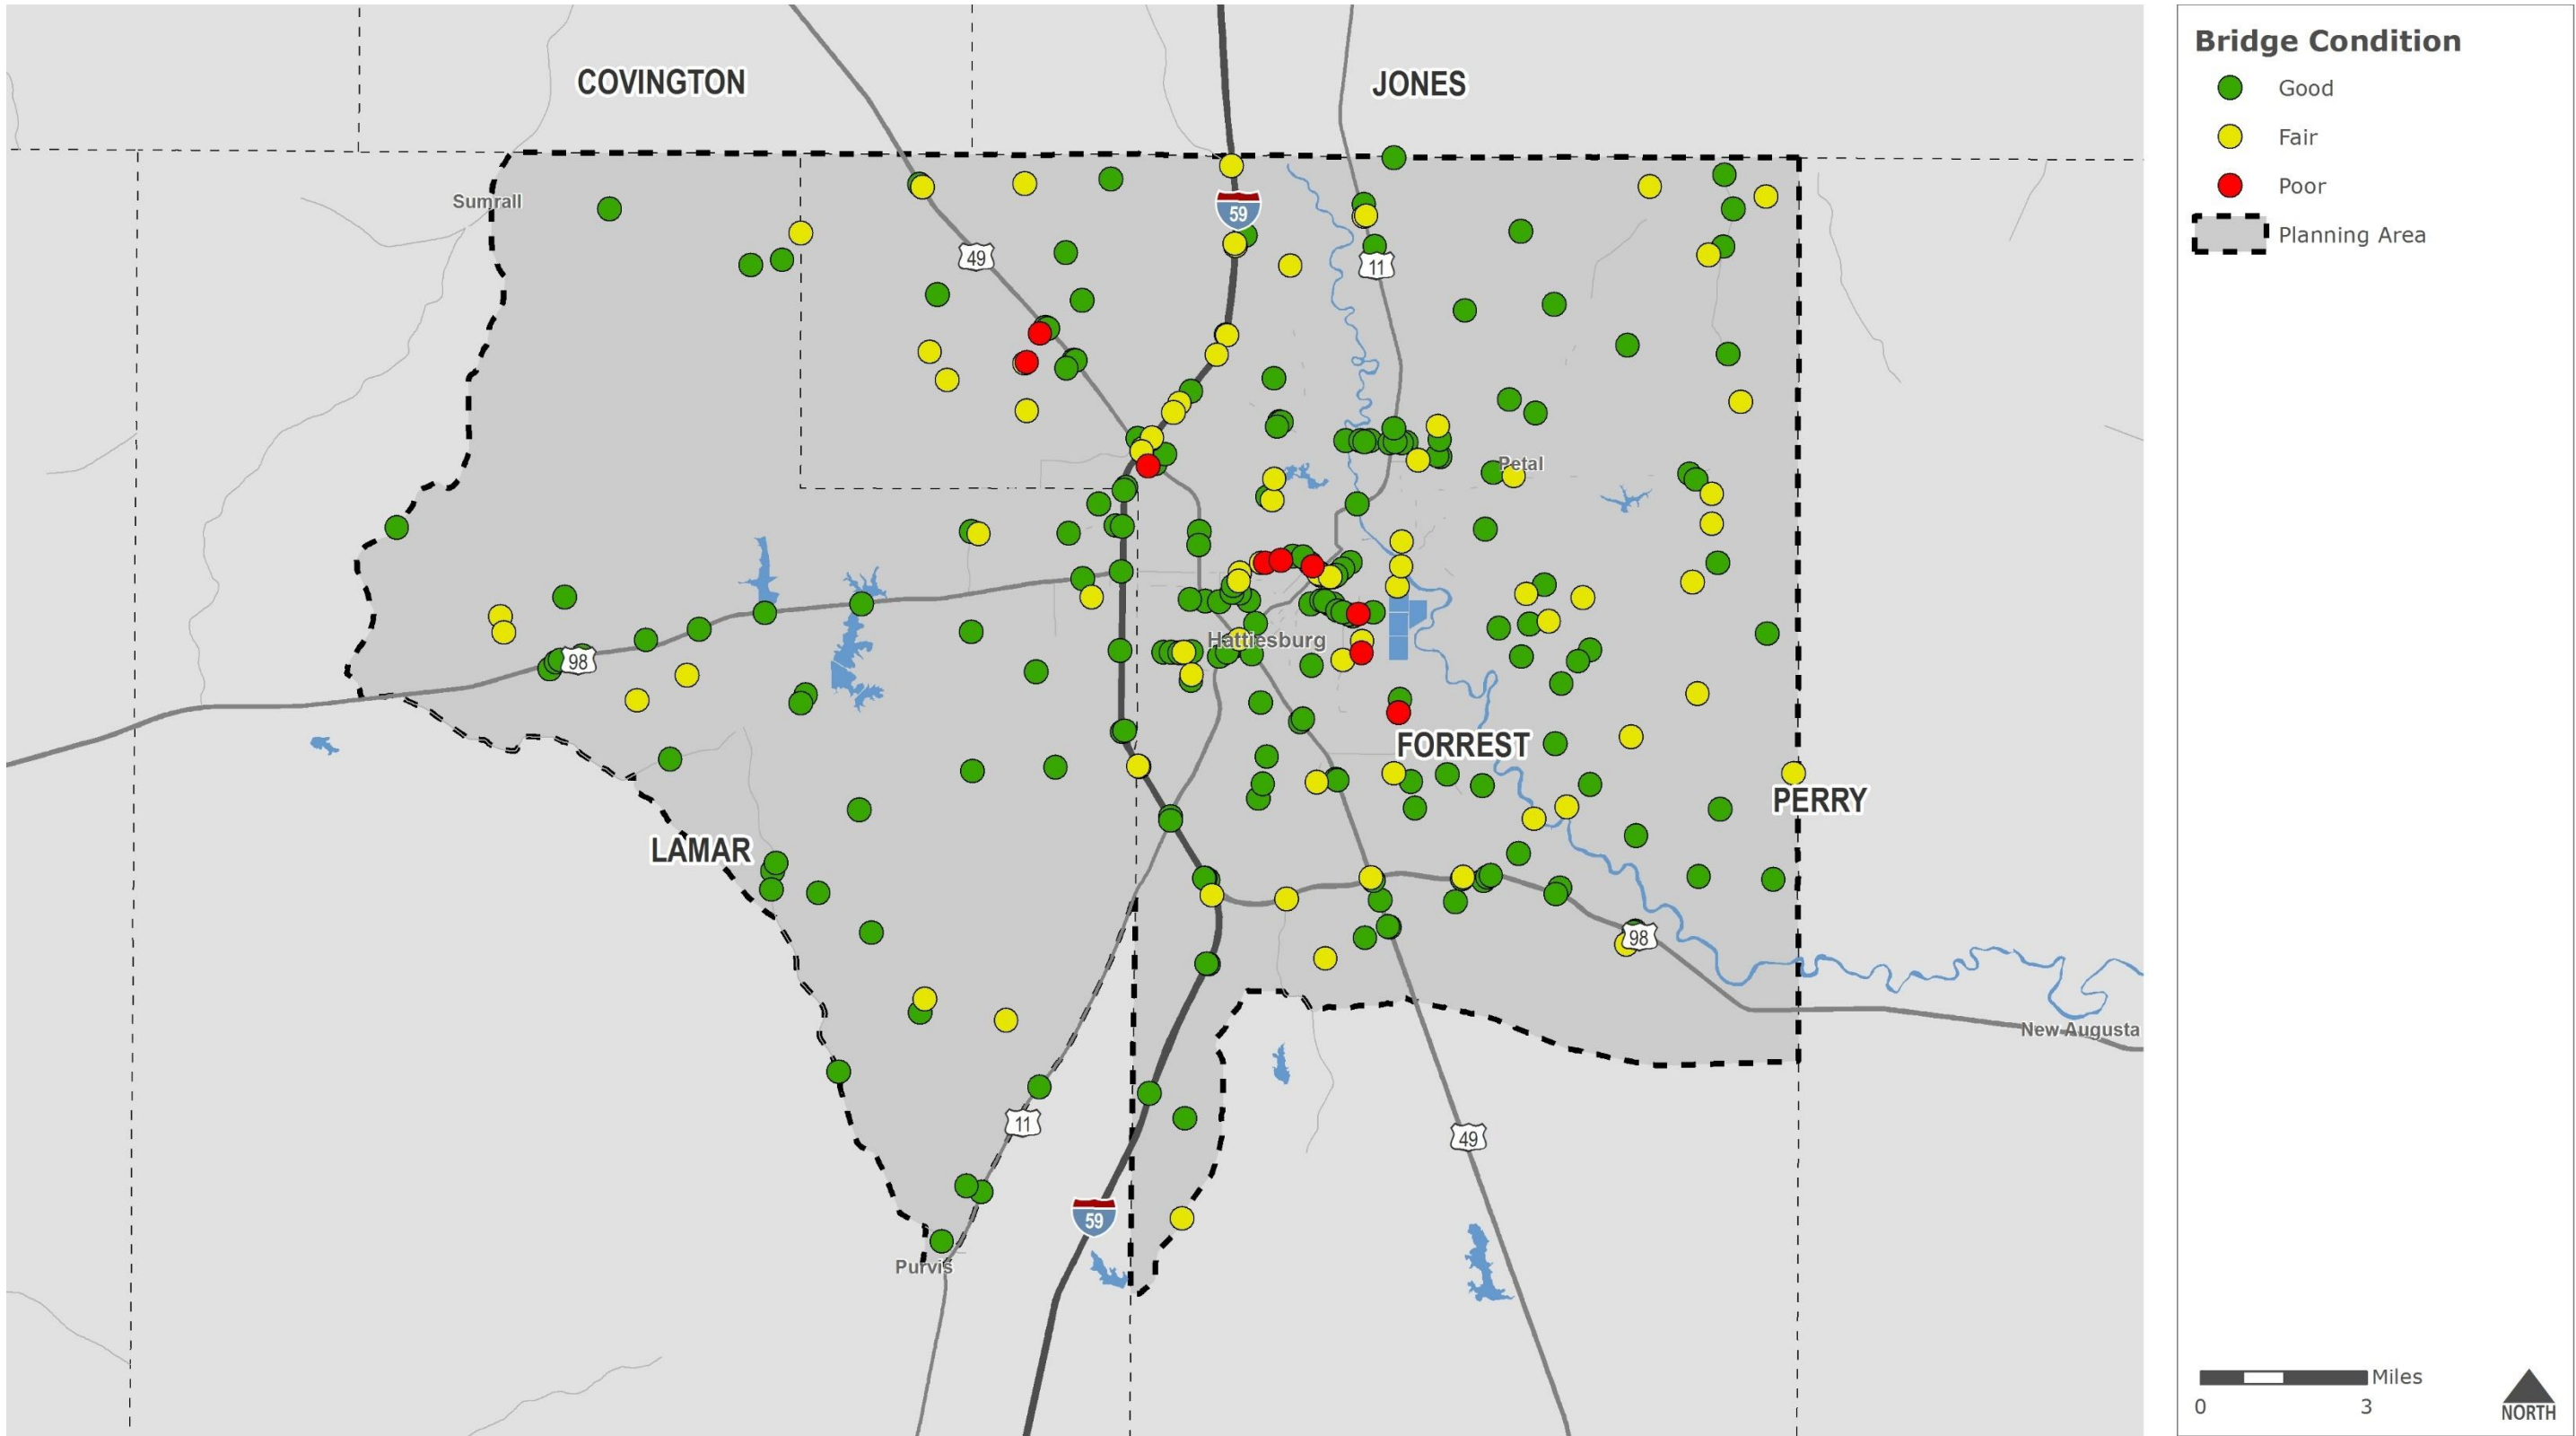 COVINGTON
JONES
Sumrall
59
49
11
Petal
Hattiesburg
98
FORREST
PERRY
LAMAR
98
New Augusta
11
49
59
Purvis
Bridge Condition
Good
Fair
Poor
Planning Area
Miles
0 3
NORTH